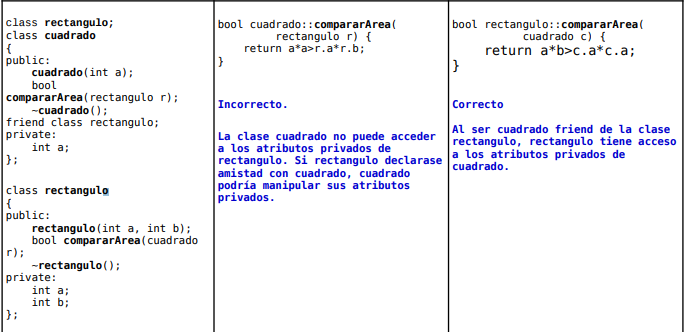 class rectangulo;
class cuadrado
{
public:
cuadrado(int a);
bool
compararArea(rectangulo r);
~cuadrado();
friend class rectangulo;
private:
int a;
};
class rectangulo
{
public:
rectangulo(int a, int b);
bool compararArea(cuadrado
r);
~rectangulo();
private:
int a;
int b;
};
bool cuadrado::compararArea(
rectangulo r) {
return a*a>r.a*r.b;
}
Incorrecto.
La clase cuadrado no puede acceder
a los atributos privados de
rectangulo. Si rectangulo declarase
amistad con cuadrado, cuadrado
podría manipular sus atributos
privados.
bool rectangulo::compararArea(
cuadrado c) {
return a*b>c.a*c.a;
}
Correcto
Al ser cuadrado friend de la clase
rectangulo, rectangulo tiene acceso
a los atributos privados de
cuadrado.